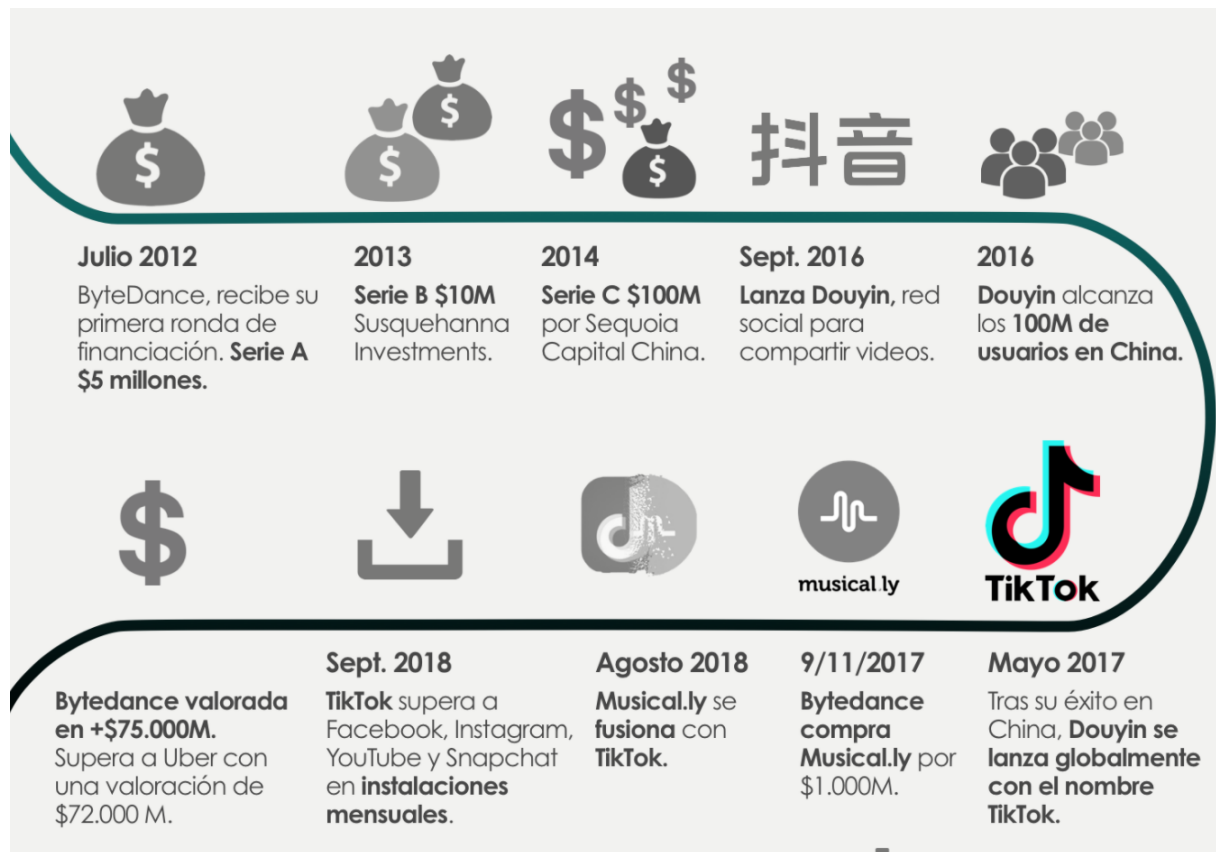 $
$
$
$
$
$
$
抖音
Julio 2012
ByteDance, recibe su
primera ronda de
financiación. Serie A
$5 millones.
2013
Serie B $10M
Susquehanna
Investments.
2014
Serie C $100M
por Sequoia
Capital China.
Sept. 2016
Lanza Douyin, red
social para
compartir videos.
2016
Douyin alcanza
los 100M de
usuarios en China.
TikTok
Mayo 2017
Tras su éxito en
China, Douyin se
lanza globalmente
con el nombre
TikTok.
musical.ly
9/11/2017
Bytedance
compra
Musical.ly por
$1.000M.
Agosto 2018
Musical.ly se
fusiona con
TikTok.
Sept. 2018
TikTok supera a
Facebook, Instagram,
YouTube y Snapchat
en instalaciones
mensuales.
$
Bytedance valorada
en +$75.000M.
Supera a Uber con
una valoración de
$72.000 M.